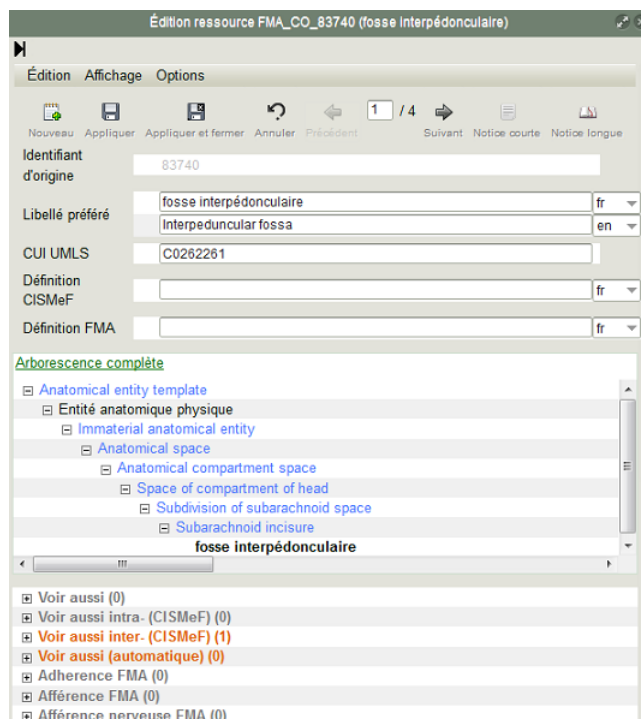 Édition ressource FMA_CO_83740 (fosse interpédonculaire)
Édition Affichage Options
1 / 4
Nouveau Appliquer Appliquer et fermer Annuler Précédent Suivant Notice courte Notice longue
Identifiant
d'origine
83740
Libellé préféré
fosse interpédonculaire fr
Interpeduncular fossa en
CUI UMLS C0262261
Définition
CISMeF
fr
Définition FMA fr
Arborescence complète
Anatomical entity template
Entité anatomique physique
Immaterial anatomical entity
Anatomical space
Anatomical compartment space
Space of compartment of head
Subdivision of subarachnoid space
Subarachnoid incisure
fosse interpédonculaire
Voir aussi (0)
Voir aussi intra- (CISMeF) (0)
Voir aussi inter- (CISMeF) (1)
Voir aussi (automatique) (0)
Adherence FMA (0)
Afférence FMA (0)
Afférence nerveuse FMA (0)